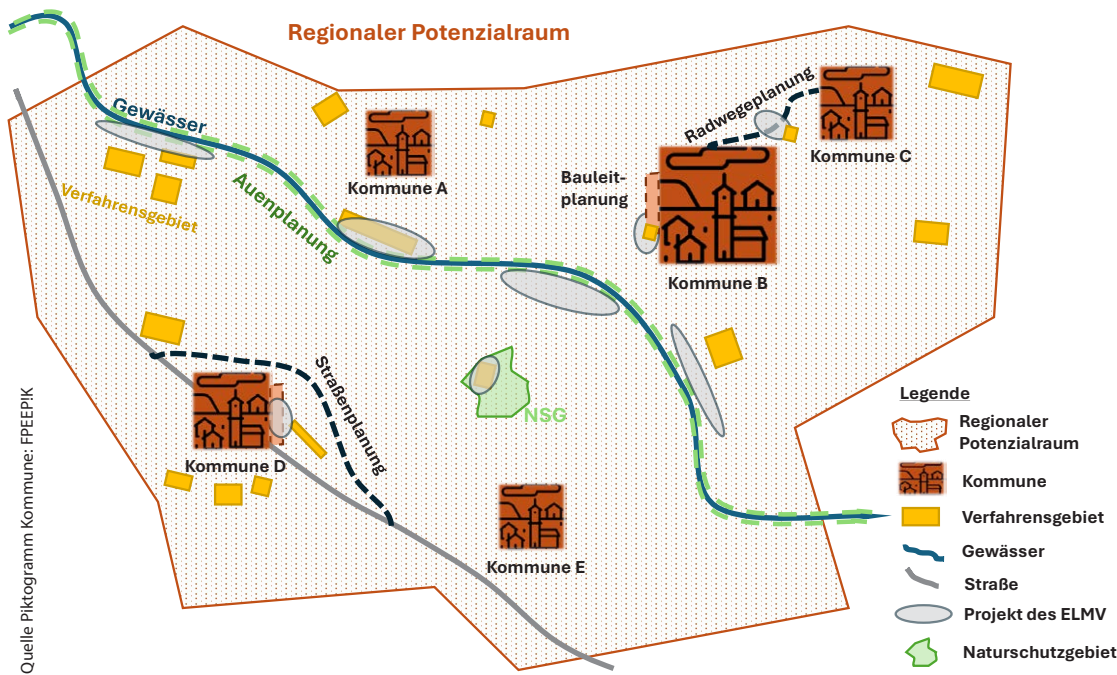 Regionaler Potenzialraum
Gewässer
Radwegeplanung
Kommune C
Kommune A
Bauleit-
planung
Verfahrensgebiet
Auenplanung
Kommune B
Straßenplanung
NSG
Kommune D
Kommune E
Legende
Regionaler
Potenzialraum
Kommune
Verfahrensgebiet
Gewässer
Straße
Projekt des ELMV
Naturschutzgebiet
Quelle Piktogramm Kommune: FPEEPIK